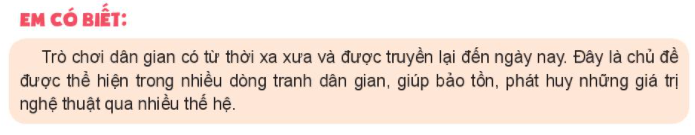 EM CÓ BIẾT:
Trò chơi dân gian có từ thời xa xưa và được truyền lại đến ngày nay. Đây là chủ đề
được thể hiện trong nhiều dòng tranh dân gian, giúp bảo tồn, phát huy những giá trị
nghệ thuật qua nhiều thế hệ.